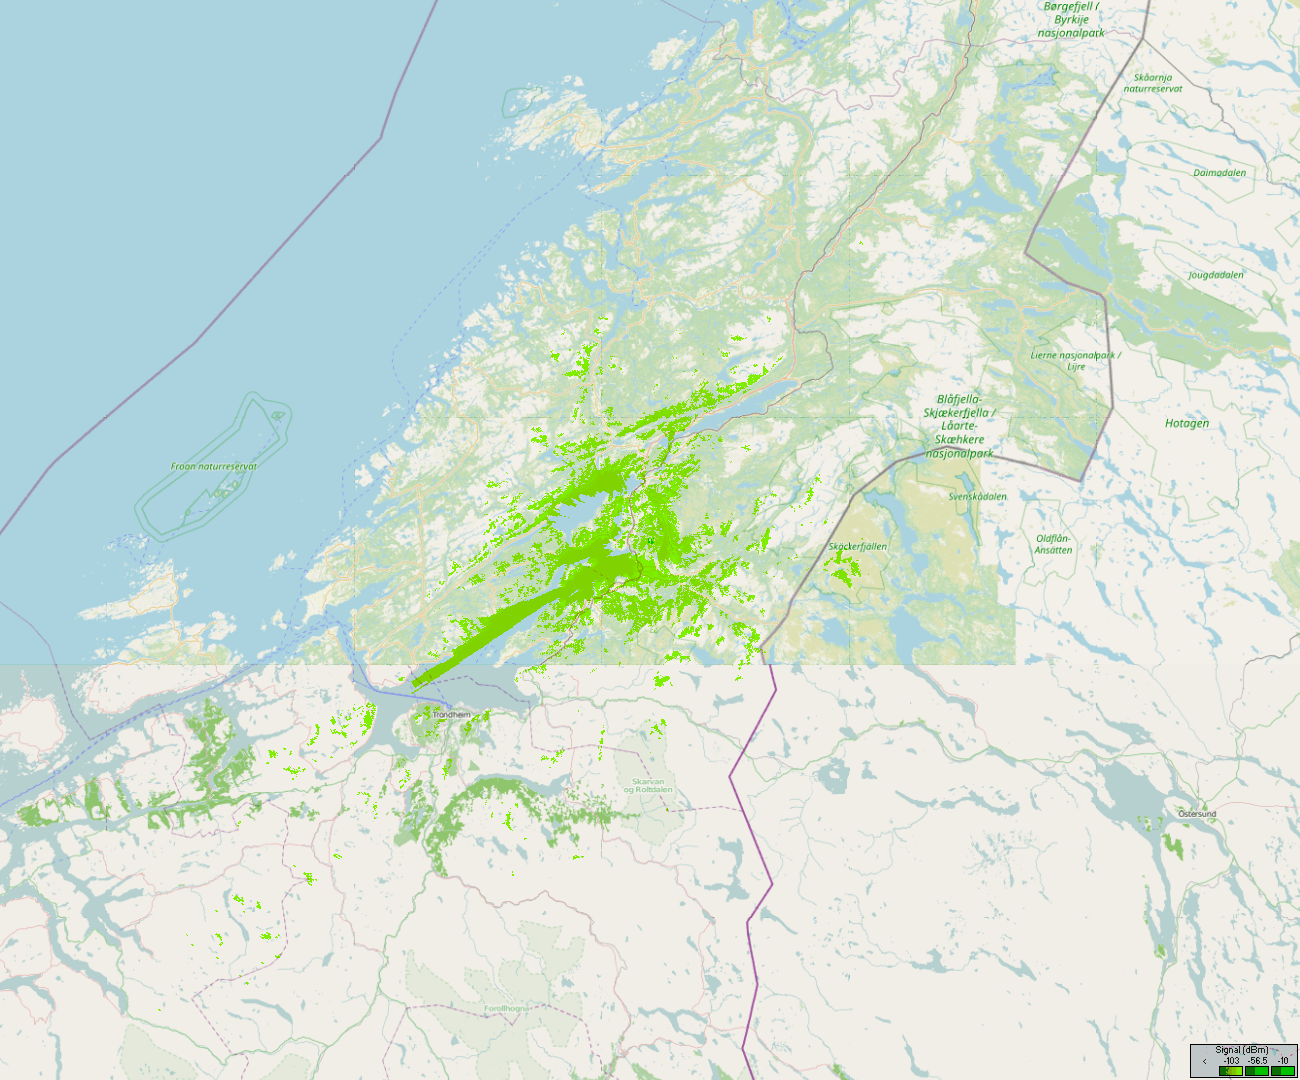 Børgefjell /
Byrkije
nasjonalpark
Skåarnja
naturreservat
Daimadalen
Jougdadalen
Lierne nasjonalpark /
Lijre
Blåfjella-
Skjækerfjella /
Låarte-
Skæhkere
nasjonalpark
Hotagen
Froan naturreservat
Svenskådalen
Oldflån-
Ansätten
Skäckerfjällen
Trondheim
Skarvan
og Roltdalen
Östersund
Forollhogna
Signal (dBm)
< -103 -56.5 -10